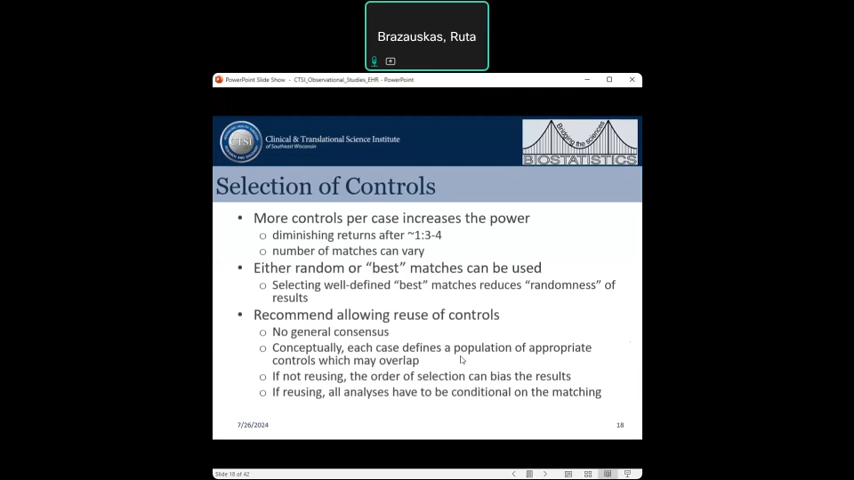 Brazauskas, Ruta
PowerPoint Slide Show - CTSI_Observational_Studies_EHR - PowerPoint
CTSI
Clinical & Translational Science Institute
of Southeast Wisconsin
Bridging the Sciences
BIOSTATISTICS
Selection of Controls
• More controls per case increases the power
o diminishing returns after ~1:3-4
o number of matches can vary
• Either random or “best” matches can be used
o Selecting well-defined “best” matches reduces “randomness” of
results
• Recommend allowing reuse of controls
o No general consensus
o Conceptually, each case defines a population of appropriate
controls which may overlap
o If not reusing, the order of selection can bias the results
o If reusing, all analyses have to be conditional on the matching
7/26/2024
18
Slide 18 of 42